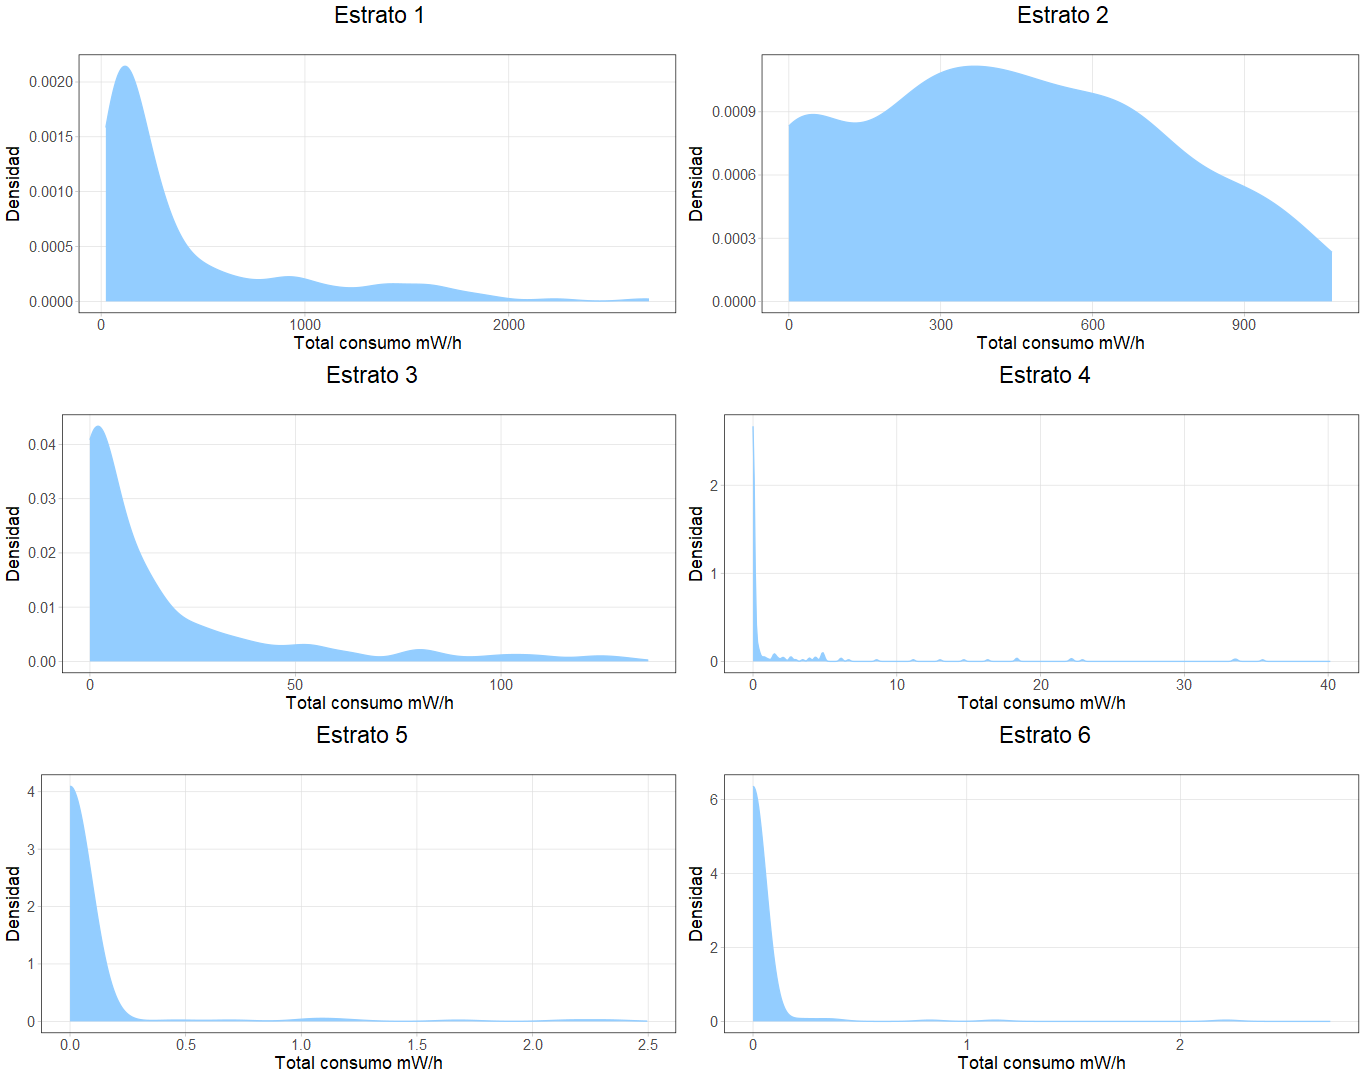 Estrato 1
Densidad
0.0020
0.0015
0.0010
0.0005
0.0000
0 1000 2000
Total consumo mW/h
Estrato 2
Densidad
0.0009
0.0006
0.0003
0.0000
0 300 600 900
Total consumo mW/h
Estrato 3
Densidad
0.04
0.03
0.02
0.01
0.00
0 50 100
Total consumo mW/h
Estrato 4
Densidad
2
1
0
0 10 20 30 40
Total consumo mW/h
Estrato 5
Densidad
4
3
2
1
0
0.0 0.5 1.0 1.5 2.0 2.5
Total consumo mW/h
Estrato 6
Densidad
6
4
2
0
0 1 2
Total consumo mW/h